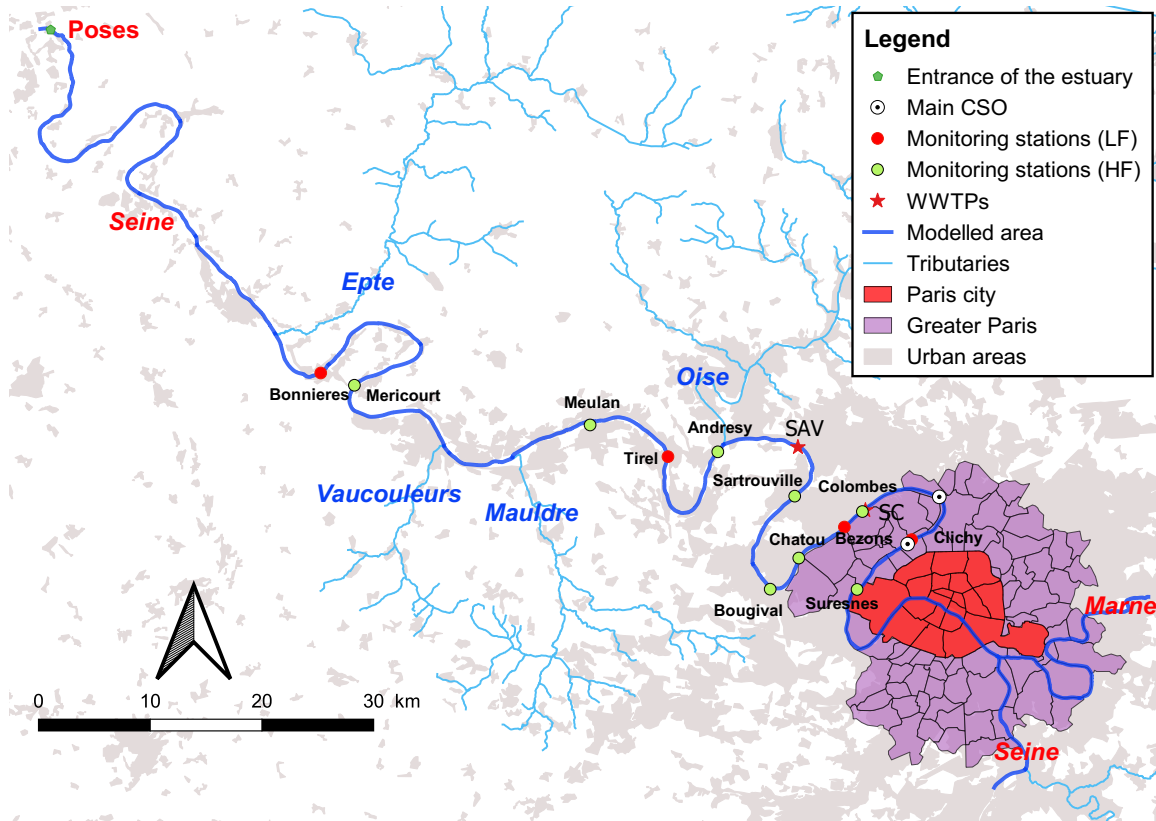 Poses
Legend
Entrance of the estuary
Main CSO
Monitoring stations (LF)
Monitoring stations (HF)
WWTPs
Modelled area
Tributaries
Paris city
Greater Paris
Urban areas
Seine
Epte
Oise
Bonnieres
Mericourt
Meulan
Andresy
SAV
Tirel
Sartrouville
Colombes
Vaucouleurs
Mauldre
SC
Chatou
Bezons
Clichy
Bougival
Suresnes
Marne
Seine
0 10 20 30 km